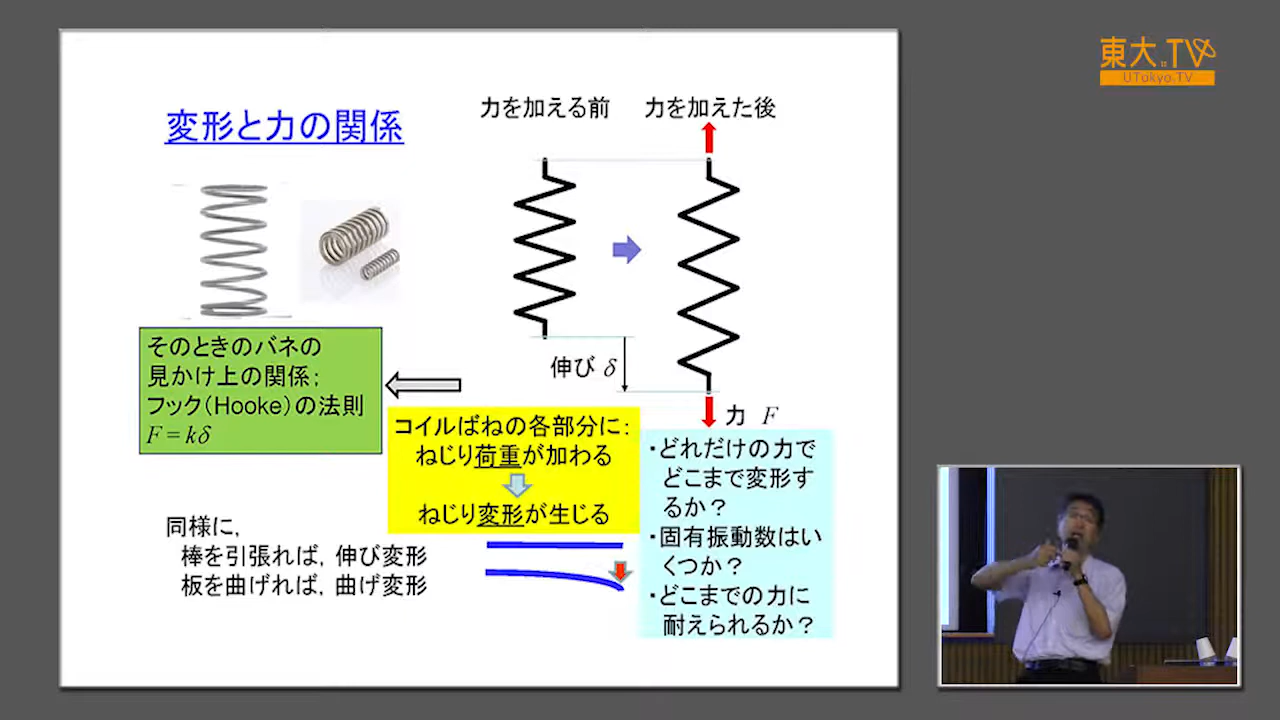 東大.TV
UTokyo.TV
変形と力の関係
力を加える前
力を加えた後
伸び δ
力 F
そのときのバネの
見かけ上の関係;
フック(Hooke)の法則
F = kδ
コイルばねの各部分に:
ねじり荷重が加わる
ねじり変形が生じる
同様に,
棒を引張れば, 伸び変形
板を曲げれば, 曲げ変形
・どれだけの力で
どこまで変形す
るか?
・固有振動数はい
くつか?
・どこまでの力に
耐えられるか?